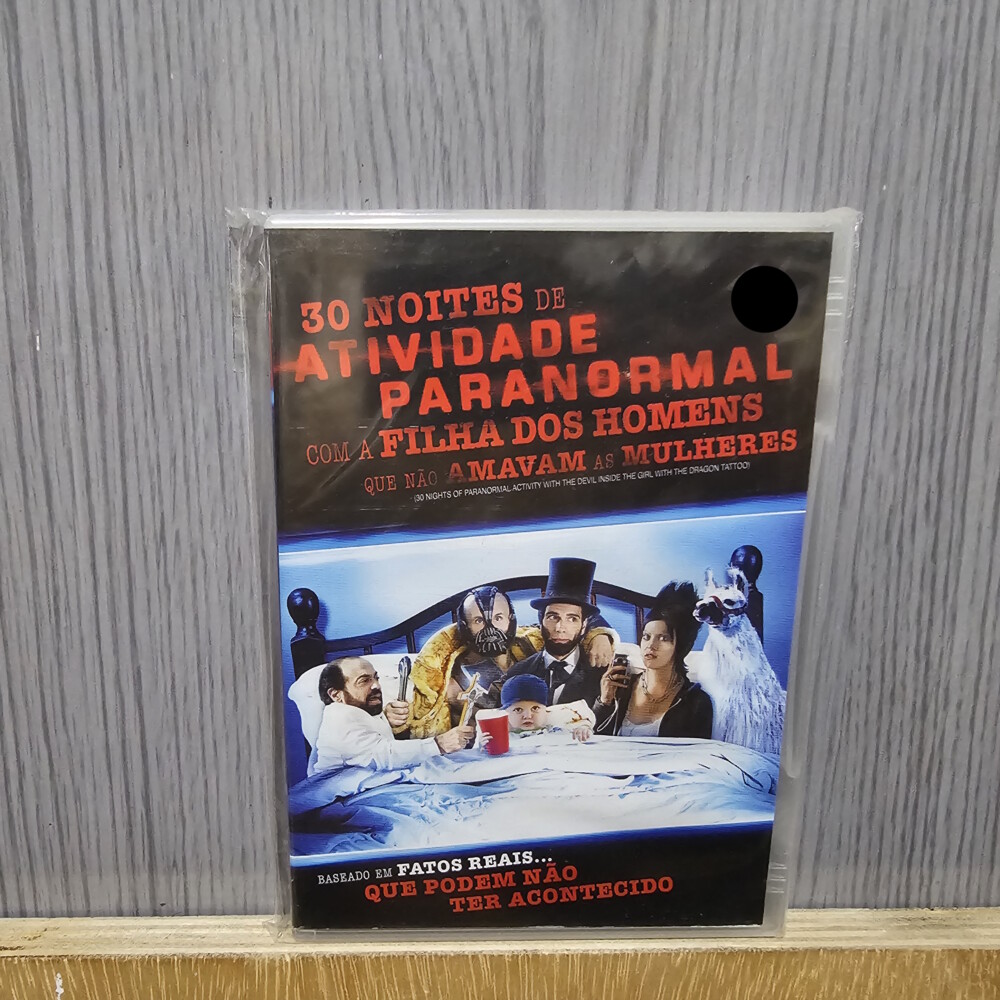 30 NOITES DE
ATIVIDADE
PARANORMAL
COM A FILHA DOS HOMENS
QUE NÃO AMAVAM AS MULHERES
(30 NIGHTS OF PARANORMAL ACTIVITY WITH THE DEVIL INSIDE THE GIRL WITH THE DRAGON TATTOO)
BASEADO EM FATOS REAIS...
QUE PODEM NÃO
TER ACONTECIDO